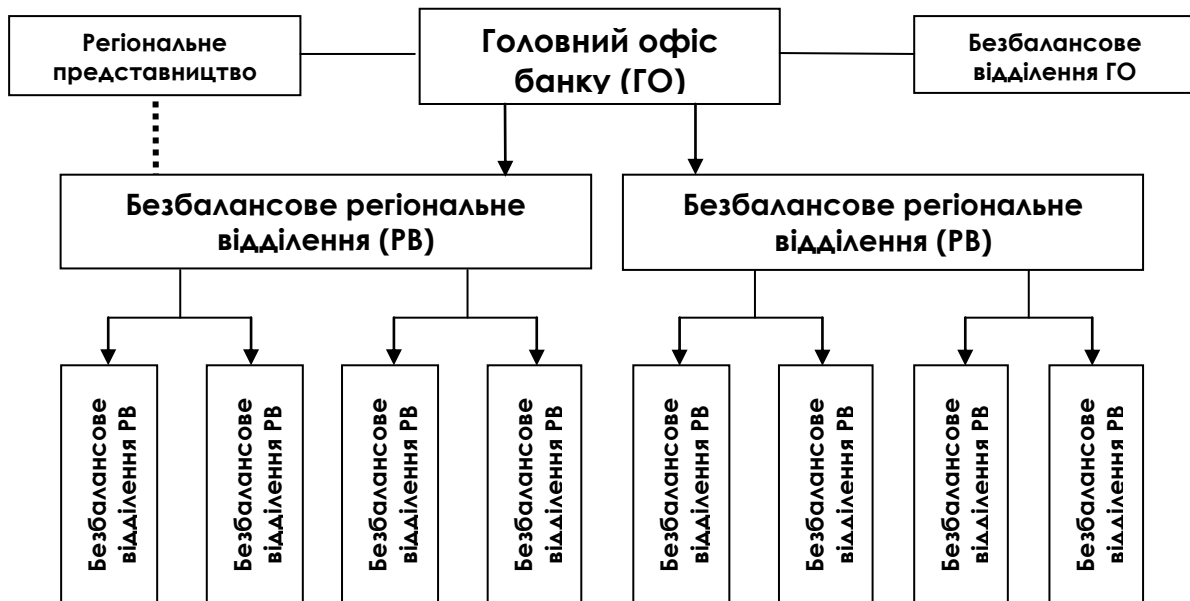 Регіональне
представництво
Головний офіс
банку (ГО)
Безбалансове
відділення ГО
Безбалансове регіональне
відділення (РВ)
Безбалансове регіональне
відділення (РВ)
Безбалансове
відділення РВ
Безбалансове
відділення РВ
Безбалансове
відділення РВ
Безбалансове
відділення РВ
Безбалансове
відділення РВ
Безбалансове
відділення РВ
Безбалансове
відділення РВ
Безбалансове
відділення РВ